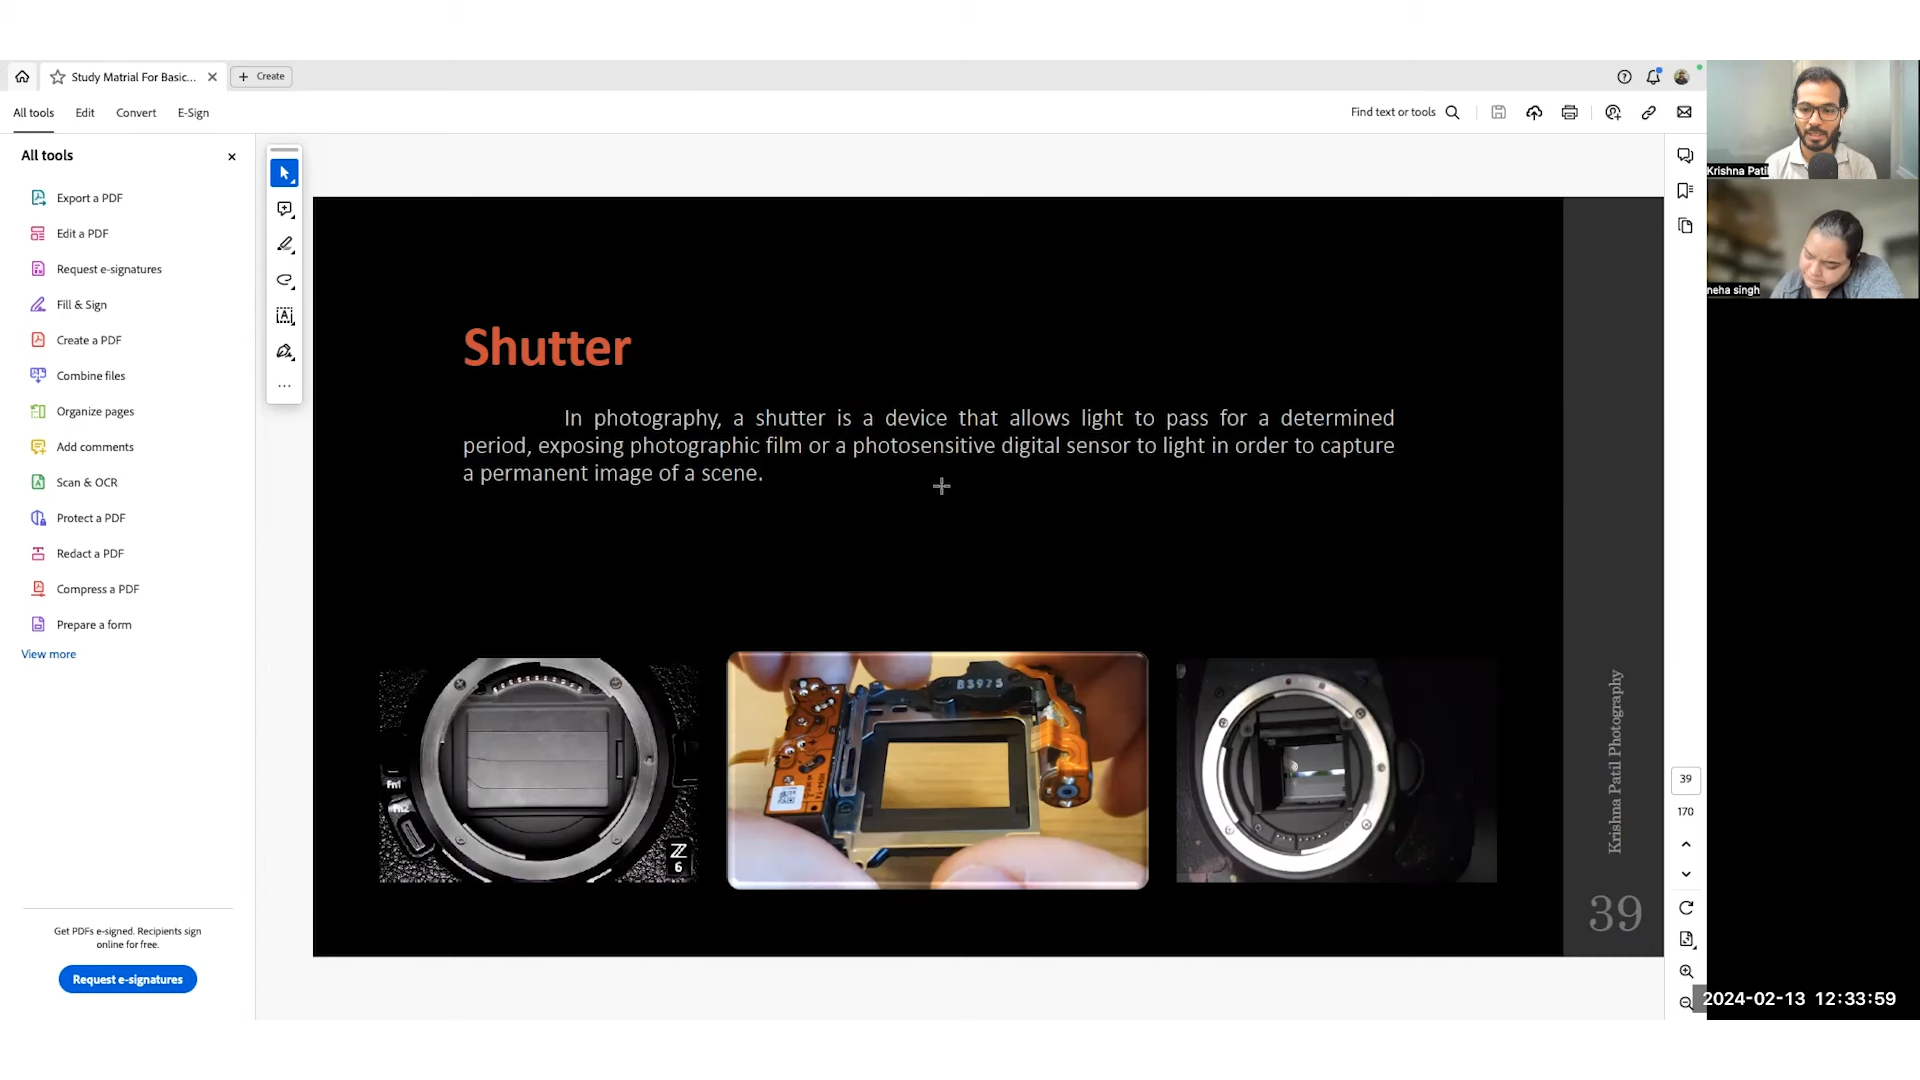 Study Matrial For Basic...
Create
All tools
Edit
Convert
E-Sign
Find text or tools
All tools
Export a PDF
Edit a PDF
Request e-signatures
Fill & Sign
Create a PDF
Combine files
Organize pages
Add comments
Scan & OCR
Protect a PDF
Redact a PDF
Compress a PDF
Prepare a form
View more
Get PDFs e-signed. Recipients sign
online for free.
Request e-signatures
Shutter
In photography, a shutter is a device that allows light to pass for a determined
period, exposing photographic film or a photosensitive digital sensor to light in order to capture
a permanent image of a scene.
Fn1
Fn2
Z
6
B3975
Krishna Patil Photography
39
39
170
Krishna Patil
neha singh
2024-02-13 12:33:59